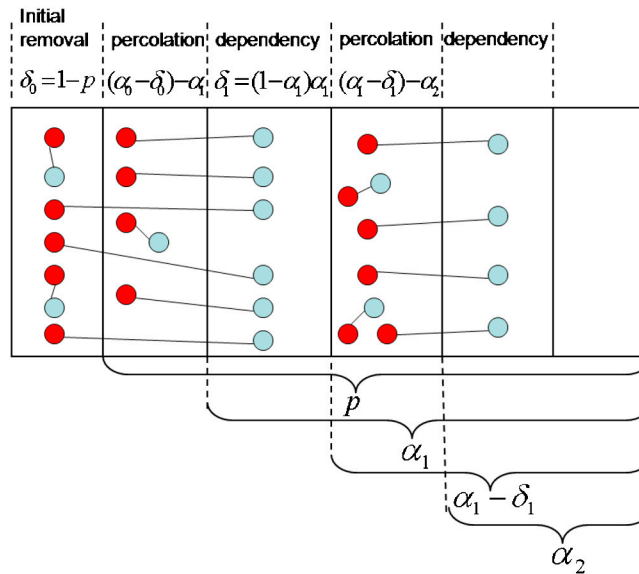 Initial
removal percolation dependency percolation dependency
δ₀ = 1− p (α₀−δ₀)−α₁ δ₁=(1−α₁)α₁ (α₁−δ₁)−α₂
p
α₁
α₁ − δ₁
α₂